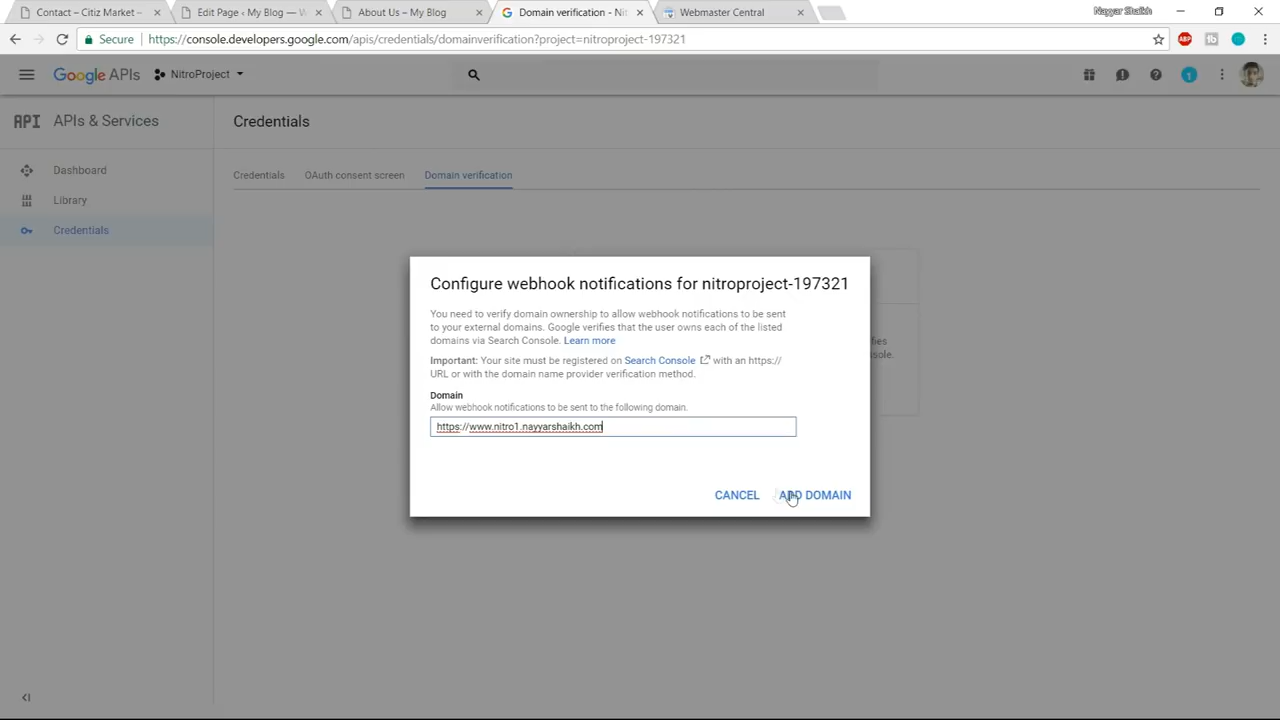 Contact – Citiz Market –
Edit Page ‹ My Blog — W
About Us – My Blog
Domain verification - Nit
Webmaster Central
Nayyar Shaikh
Secure
https://console.developers.google.com/apis/credentials/domainverification?project=nitroproject-197321
ABP
tb
Google APIs
NitroProject
1
API APIs & Services
Credentials
Dashboard
Library
Credentials
Credentials
OAuth consent screen
Domain verification
Configure webhook notifications for nitroproject-197321
You need to verify domain ownership to allow webhook notifications to be sent
to your external domains. Google verifies that the user owns each of the listed
domains via Search Console. Learn more
Important: Your site must be registered on Search Console with an https://
URL or with the domain name provider verification method.
Domain
Allow webhook notifications to be sent to the following domain.
https://www.nitro1.nayyarshaikh.com
CANCEL
ADD DOMAIN